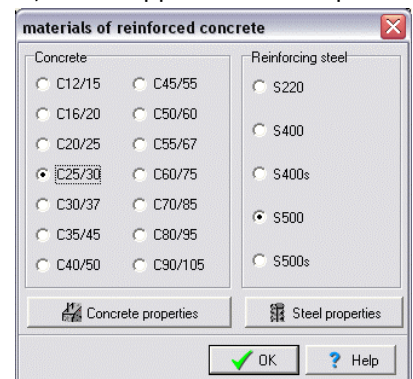 materials of reinforced concrete
Concrete
C12/15 C45/55
C16/20 C50/60
C20/25 C55/67
C25/30 C60/75
C30/37 C70/85
C35/45 C80/95
C40/50 C90/105
Reinforcing steel
S220
S400
S400s
S500
S500s
Concrete properties Steel properties
OK ? Help